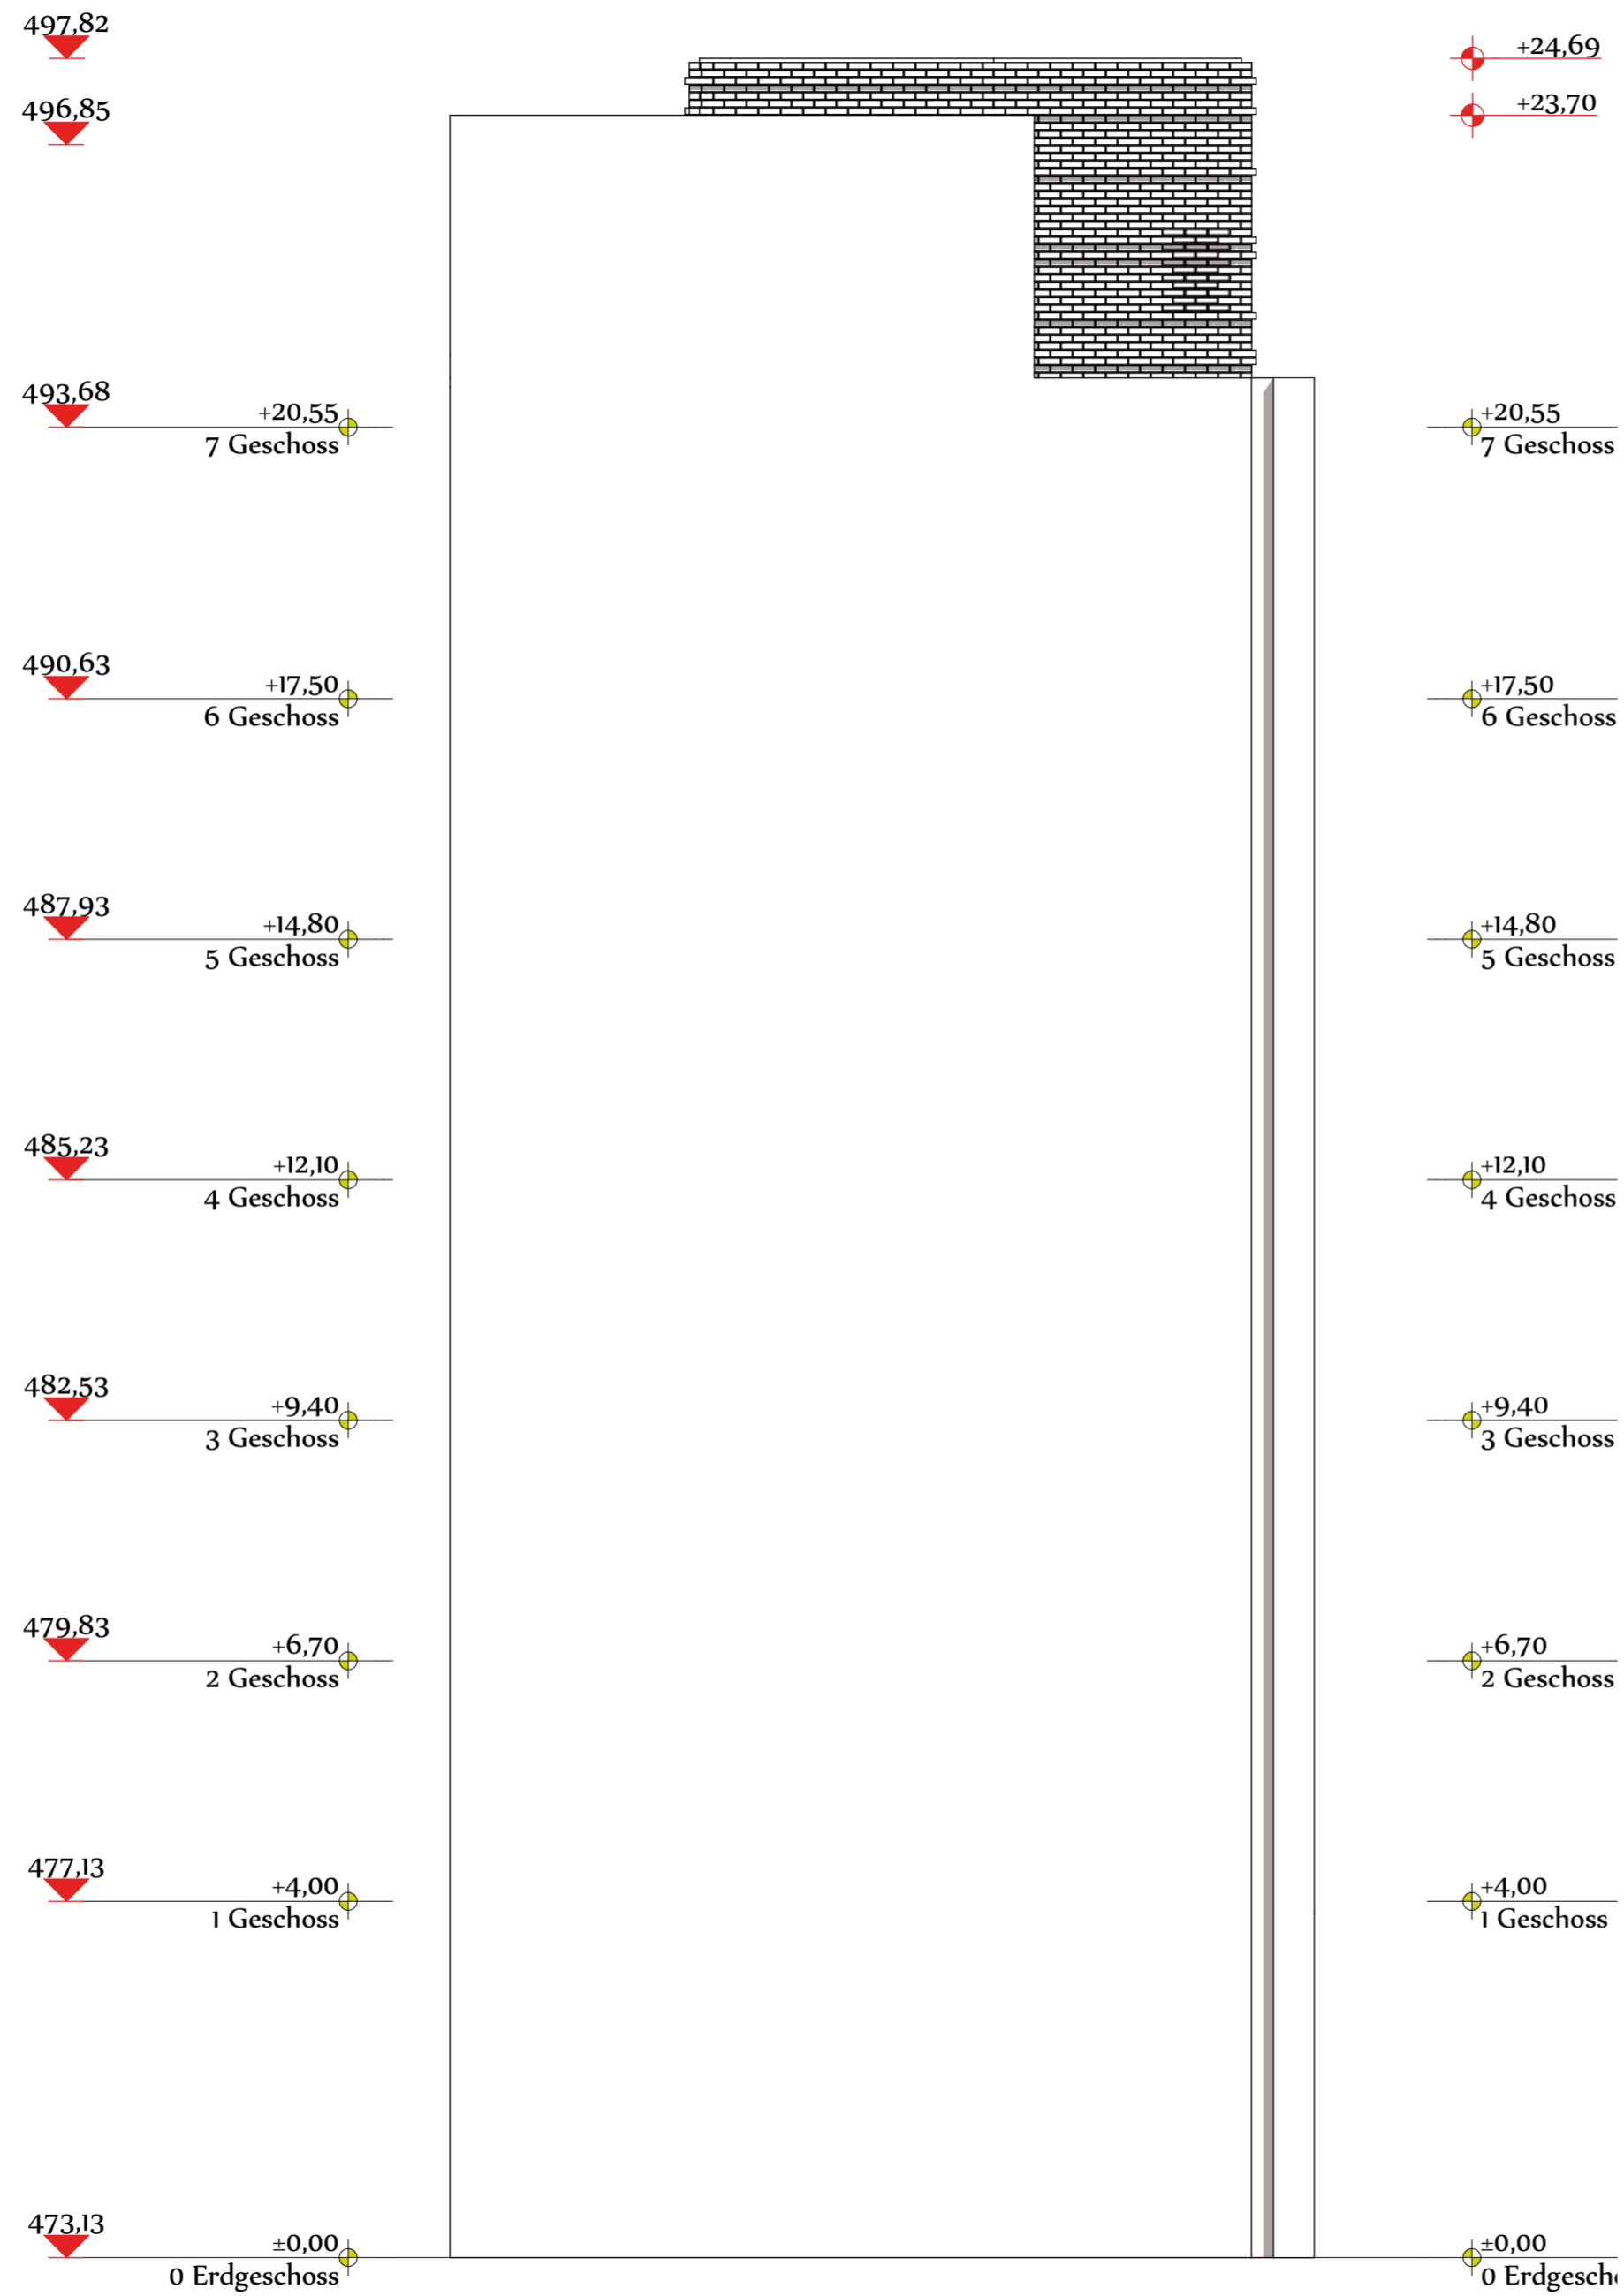 497,82
+24,69
496,85
+23,70
493,68
+20,55
+20,55
7 Geschoss
7 Geschoss
490,63
+17,50
+17,50
6 Geschoss
6 Geschoss
487,93
+14,80
+14,80
5 Geschoss
5 Geschoss
485,23
+12,10
+12,10
4 Geschoss
4 Geschoss
482,53
+9,40
+9,40
3 Geschoss
3 Geschoss
479,83
+6,70
+6,70
2 Geschoss
2 Geschoss
477,13
+4,00
+4,00
1 Geschoss
1 Geschoss
473,13
±0,00
±0,00
0 Erdgeschoss
0 Erdgesch